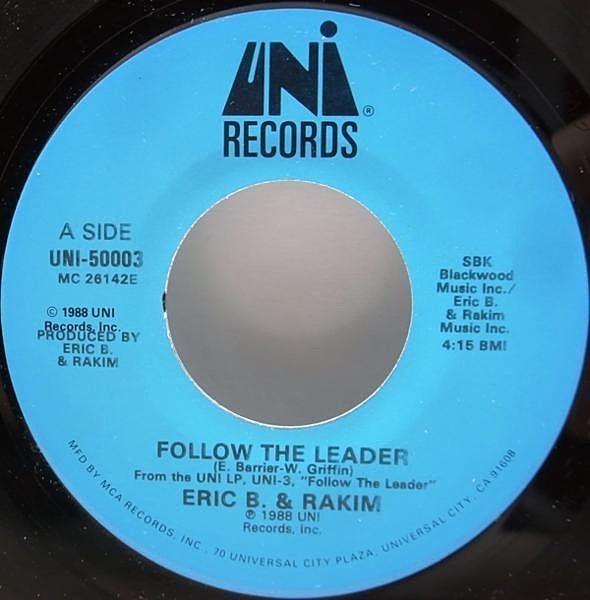 UNI ®
RECORDS
A SIDE
UNI-50003
MC 26142E
© 1988 UNI
Records, Inc.
PRODUCED BY
ERIC B.
& RAKIM
SBK
Blackwood
Music Inc./
Eric B.
& Rakim
Music Inc.
4:15 BMI
FOLLOW THE LEADER
(E. Barrier-W. Griffin)
From the UNI LP, UNI-3, "Follow The Leader"
ERIC B. & RAKIM
℗ 1988 UNI
Records, Inc.
MFD BY MCA RECORDS, INC., 70 UNIVERSAL CITY PLAZA, UNIVERSAL CITY, CA 91608